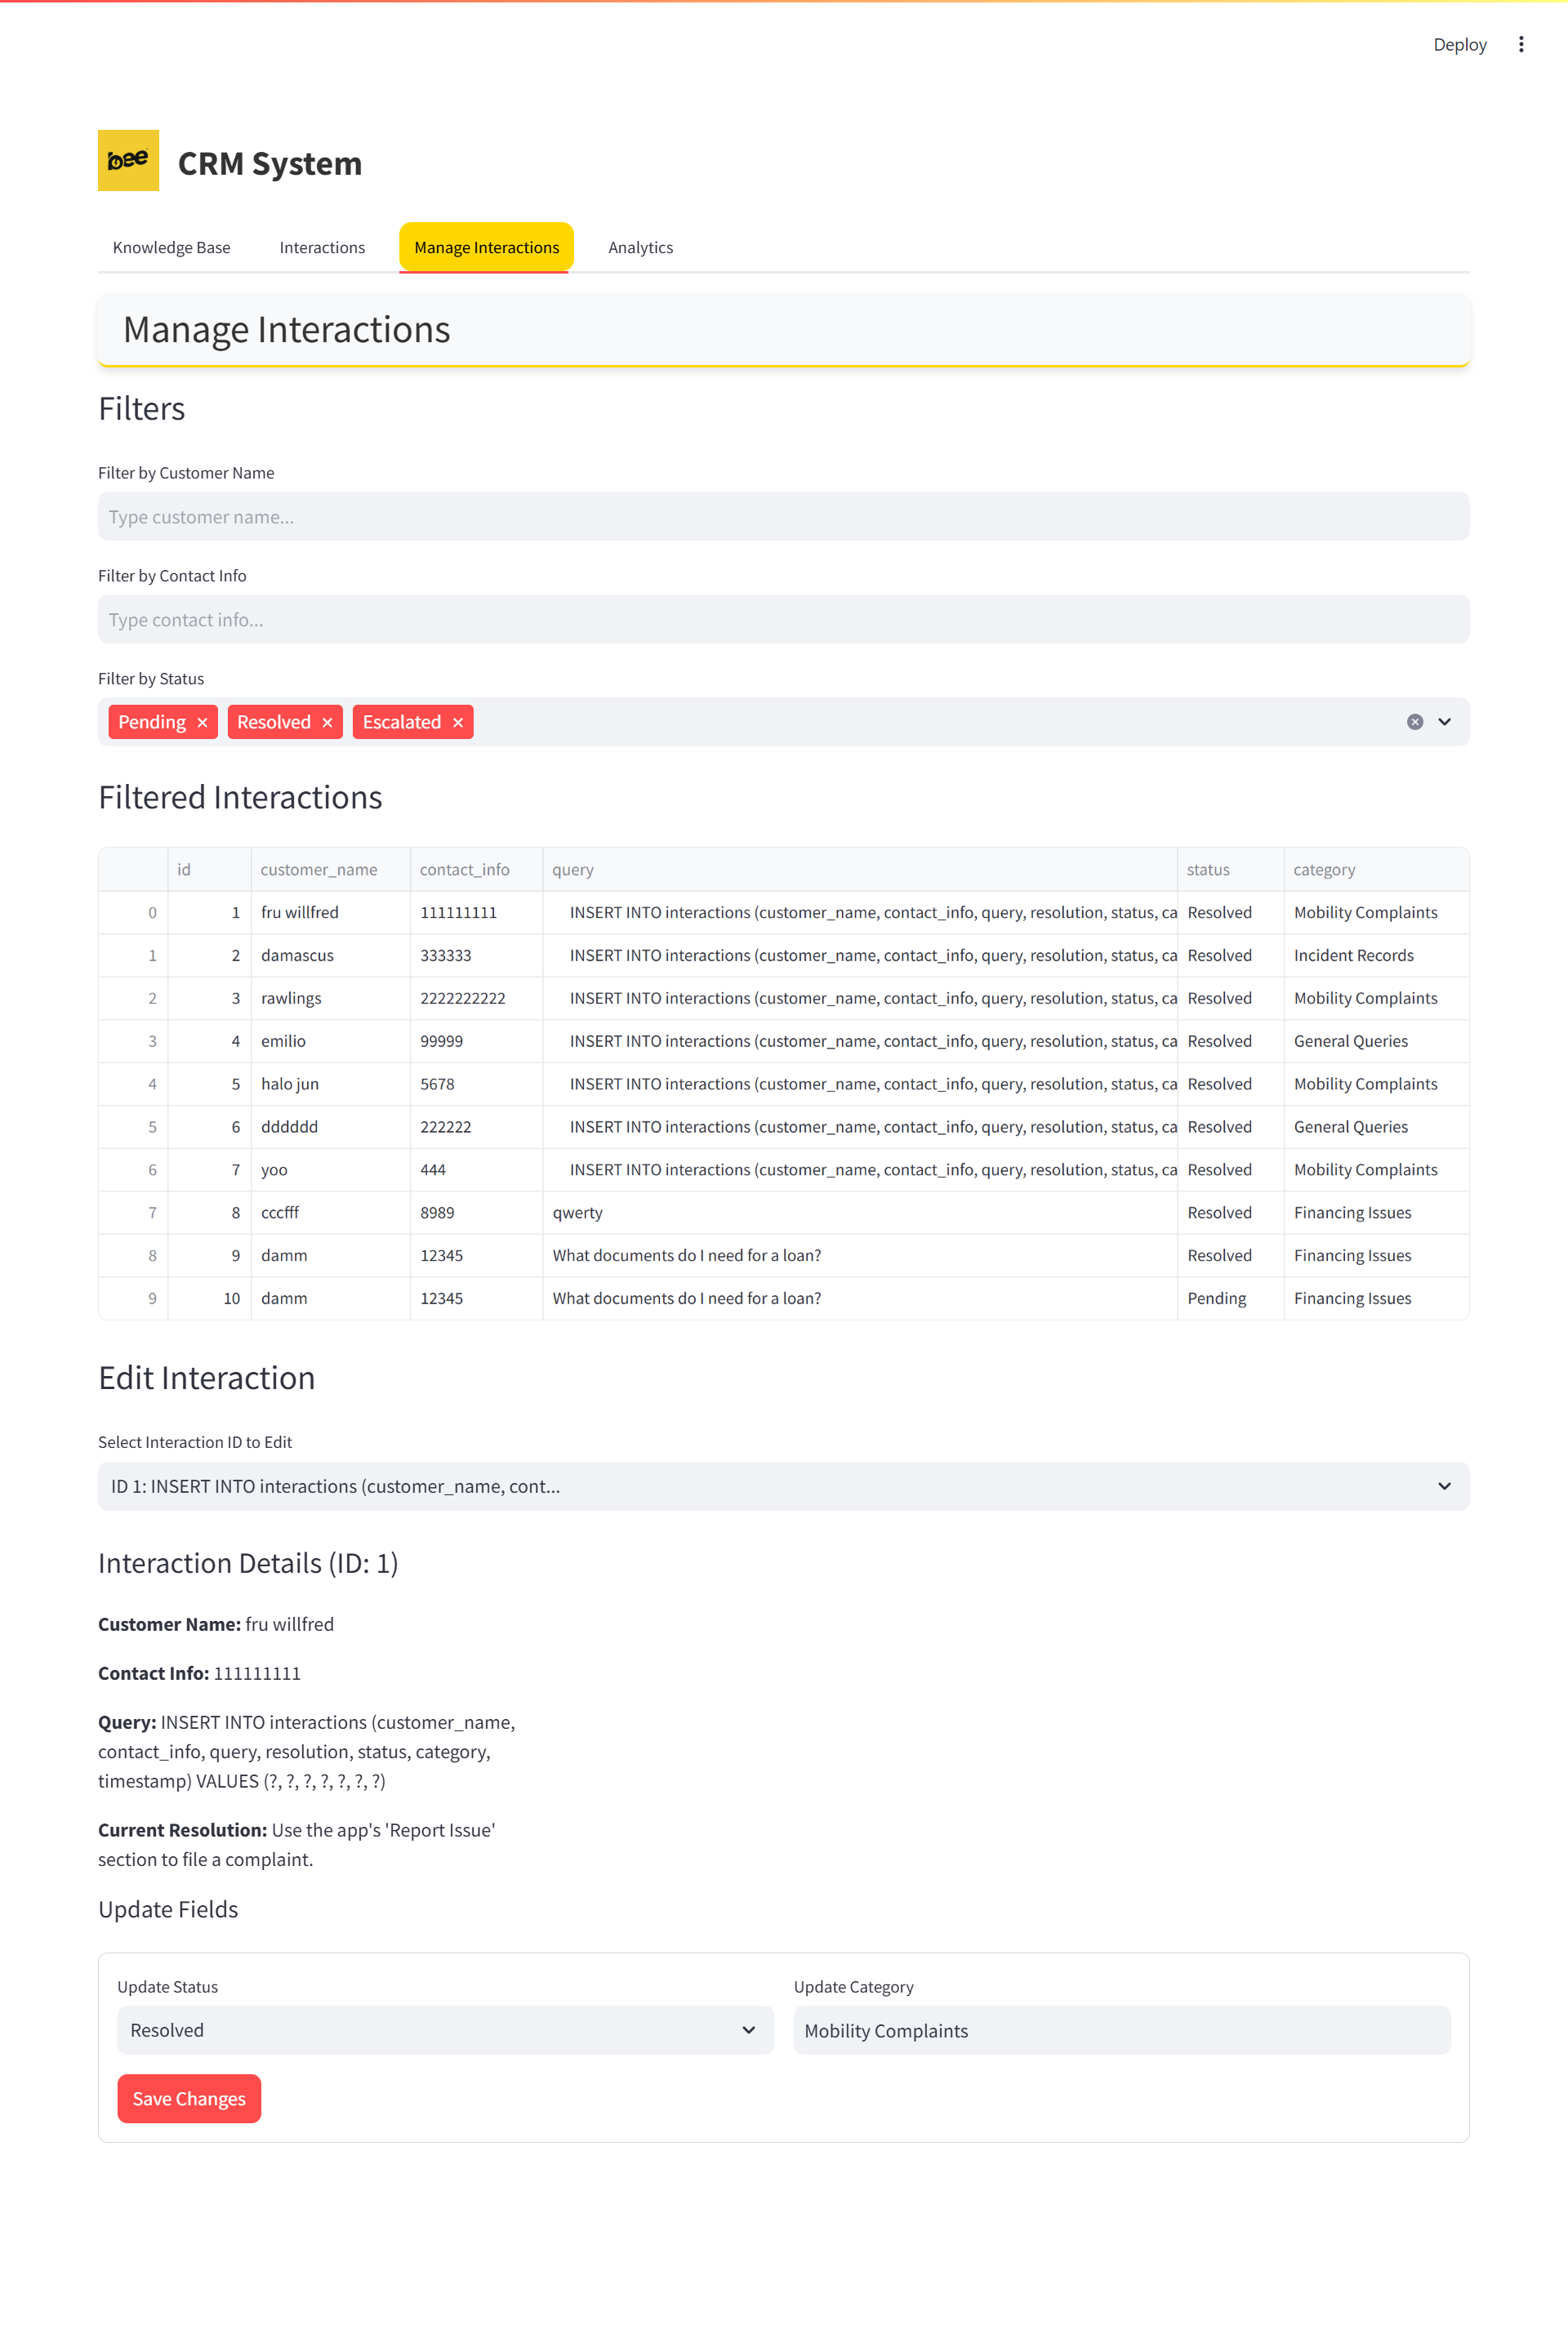 Deploy
bee
CRM System
Knowledge Base Interactions Manage Interactions Analytics
Manage Interactions
Filters
Filter by Customer Name
Type customer name...
Filter by Contact Info
Type contact info...
Filter by Status
Pending Resolved Escalated
Filtered Interactions
id customer_name contact_info query status category
0 1 fru willfred 111111111 INSERT INTO interactions (customer_name, contact_info, query, resolution, status, ca Resolved Mobility Complaints
1 2 damascus 333333 INSERT INTO interactions (customer_name, contact_info, query, resolution, status, ca Resolved Incident Records
2 3 rawlings 2222222222 INSERT INTO interactions (customer_name, contact_info, query, resolution, status, ca Resolved Mobility Complaints
3 4 emilio 99999 INSERT INTO interactions (customer_name, contact_info, query, resolution, status, ca Resolved General Queries
4 5 halo jun 5678 INSERT INTO interactions (customer_name, contact_info, query, resolution, status, ca Resolved Mobility Complaints
5 6 dddddd 222222 INSERT INTO interactions (customer_name, contact_info, query, resolution, status, ca Resolved General Queries
6 7 yoo 444 INSERT INTO interactions (customer_name, contact_info, query, resolution, status, ca Resolved Mobility Complaints
7 8 cccfff 8989 qwerty Resolved Financing Issues
8 9 damm 12345 What documents do I need for a loan? Resolved Financing Issues
9 10 damm 12345 What documents do I need for a loan? Pending Financing Issues
Edit Interaction
Select Interaction ID to Edit
ID 1: INSERT INTO interactions (customer_name, cont...
Interaction Details (ID: 1)
Customer Name: fru willfred
Contact Info: 111111111
Query: INSERT INTO interactions (customer_name,
contact_info, query, resolution, status, category,
timestamp) VALUES (?, ?, ?, ?, ?, ?, ?)
Current Resolution: Use the app's 'Report Issue'
section to file a complaint.
Update Fields
Update Status Update Category
Resolved Mobility Complaints
Save Changes